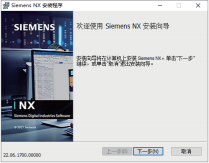 Siemens NX 安装程序
SIEMENS
欢迎使用 Siemens NX 安装向导
安装向导将在计算机上安装 Siemens NX。单击“下一步”
继续，或单击“取消”退出安装向导。
NX
Siemens Digital Industries Software
22.06.1700.00000
上一步(B)
下一步(N)
取消